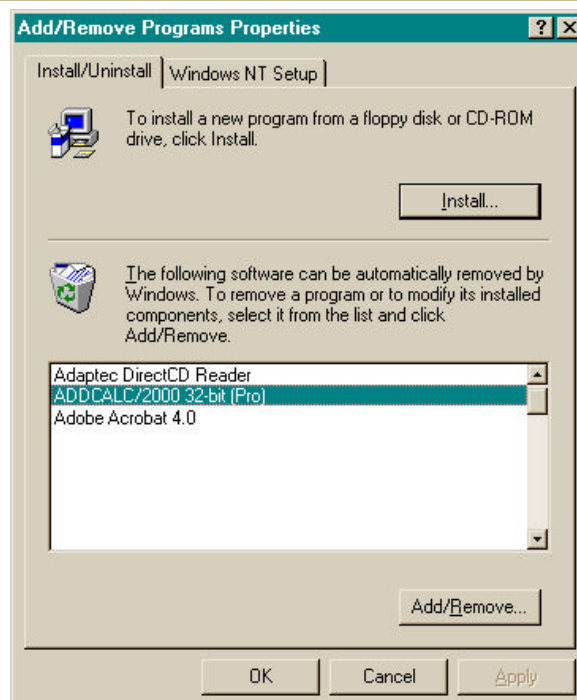 Add/Remove Programs Properties
Install/Uninstall
Windows NT Setup
To install a new program from a floppy disk or CD-ROM
drive, click Install.
Install...
The following software can be automatically removed by
Windows. To remove a program or to modify its installed
components, select it from the list and click
Add/Remove.
Adaptec DirectCD Reader
ADDCALC/2000 32-bit (Pro)
Adobe Acrobat 4.0
Add/Remove...
OK
Cancel
Apply